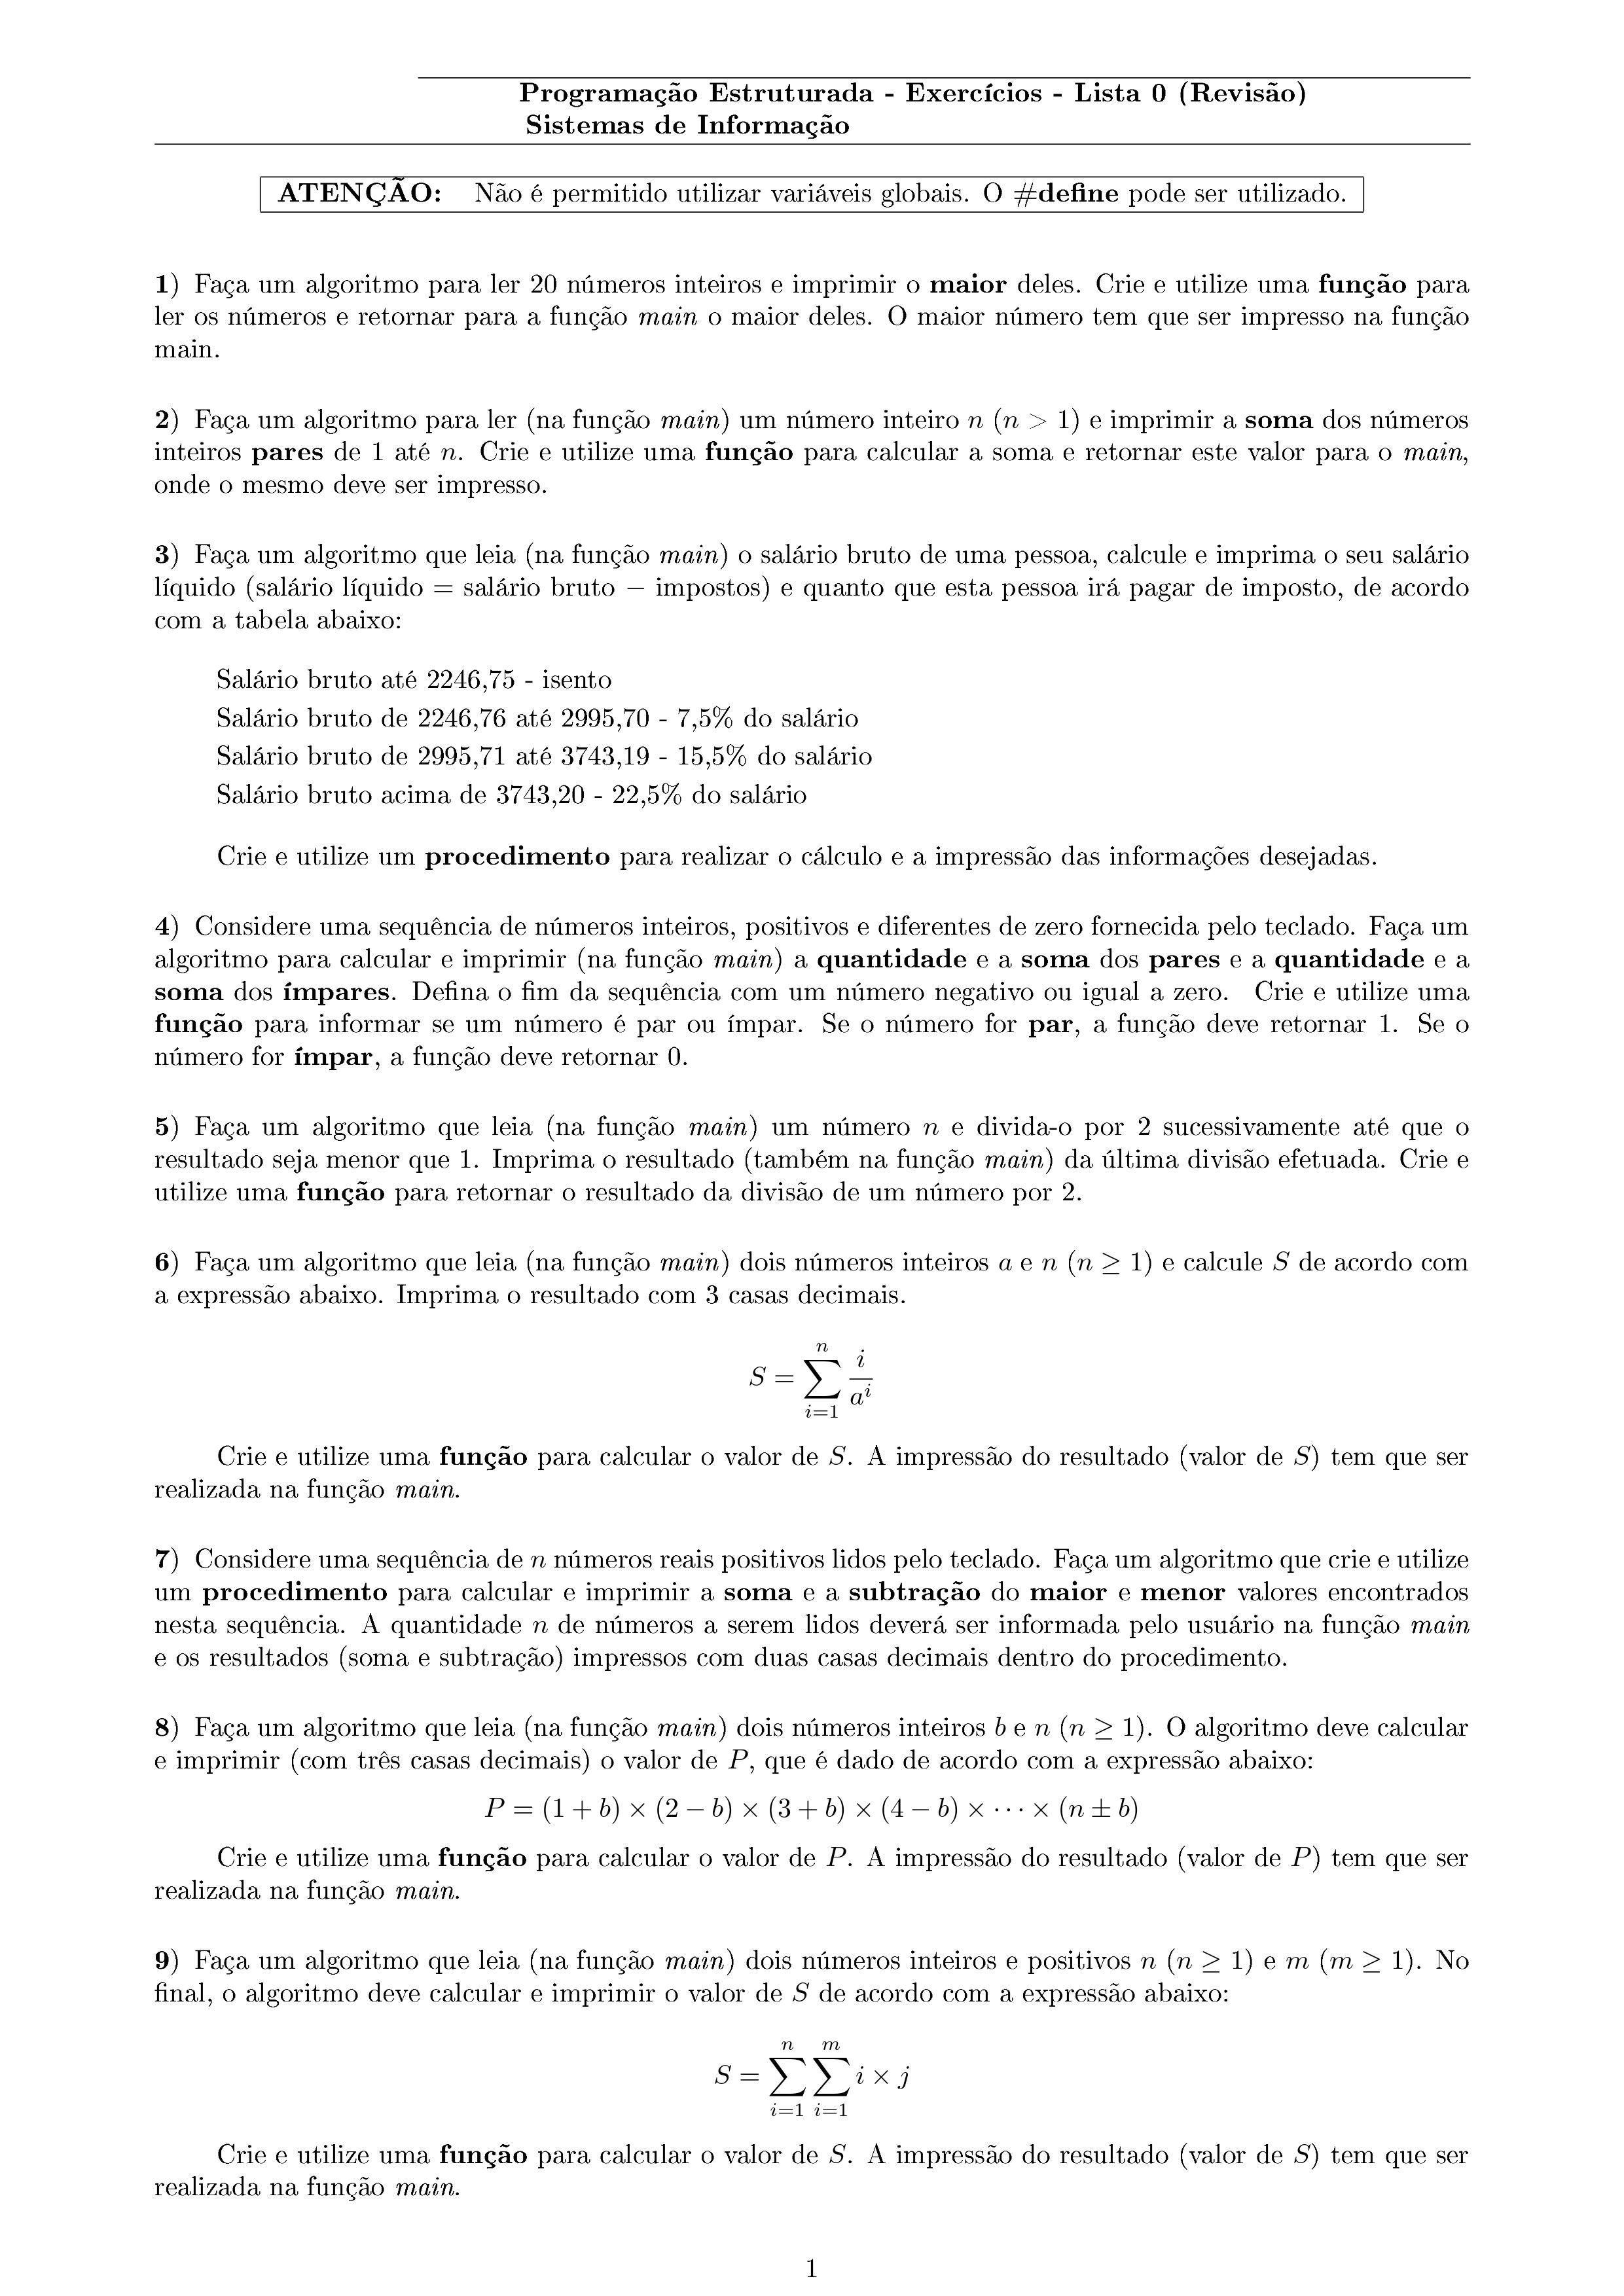 Programação Estruturada - Exercícios - Lista 0 (Revisão)
Sistemas de Informação
ATENÇÃO: Não é permitido utilizar variáveis globais. O #define pode ser utilizado.
1) Faça um algoritmo para ler 20 números inteiros e imprimir o maior deles. Crie e utilize uma função para
ler os números e retornar para a função main o maior deles. O maior número tem que ser impresso na função
main.
2) Faça um algoritmo para ler (na função main) um número inteiro n (n > 1) e imprimir a soma dos números
inteiros pares de 1 até n. Crie e utilize uma função para calcular a soma e retornar este valor para o main,
onde o mesmo deve ser impresso.
3) Faça um algoritmo que leia (na função main) o salário bruto de uma pessoa, calcule e imprima o seu salário
líquido (salário líquido = salário bruto − impostos) e quanto que esta pessoa irá pagar de imposto, de acordo
com a tabela abaixo:
Salário bruto até 2246,75 - isento
Salário bruto de 2246,76 até 2995,70 - 7,5% do salário
Salário bruto de 2995,71 até 3743,19 - 15,5% do salário
Salário bruto acima de 3743,20 - 22,5% do salário
Crie e utilize um procedimento para realizar o cálculo e a impressão das informações desejadas.
4) Considere uma sequência de números inteiros, positivos e diferentes de zero fornecida pelo teclado. Faça um
algoritmo para calcular e imprimir (na função main) a quantidade e a soma dos pares e a quantidade e a
soma dos ímpares. Defina o fim da sequência com um número negativo ou igual a zero. Crie e utilize uma
função para informar se um número é par ou ímpar. Se o número for par, a função deve retornar 1. Se o
número for ímpar, a função deve retornar 0.
5) Faça um algoritmo que leia (na função main) um número n e divida-o por 2 sucessivamente até que o
resultado seja menor que 1. Imprima o resultado (também na função main) da última divisão efetuada. Crie e
utilize uma função para retornar o resultado da divisão de um número por 2.
6) Faça um algoritmo que leia (na função main) dois números inteiros a e n (n ≥ 1) e calcule S de acordo com
a expressão abaixo. Imprima o resultado com 3 casas decimais.
S = ∑_{i=1}^{n} i/a^i
Crie e utilize uma função para calcular o valor de S. A impressão do resultado (valor de S) tem que ser
realizada na função main.
7) Considere uma sequência de n números reais positivos lidos pelo teclado. Faça um algoritmo que crie e utilize
um procedimento para calcular e imprimir a soma e a subtração do maior e menor valores encontrados
nesta sequência. A quantidade n de números a serem lidos deverá ser informada pelo usuário na função main
e os resultados (soma e subtração) impressos com duas casas decimais dentro do procedimento.
8) Faça um algoritmo que leia (na função main) dois números inteiros b e n (n ≥ 1). O algoritmo deve calcular
e imprimir (com três casas decimais) o valor de P, que é dado de acordo com a expressão abaixo:
P = (1 + b) × (2 − b) × (3 + b) × (4 − b) × · · · × (n ± b)
Crie e utilize uma função para calcular o valor de P. A impressão do resultado (valor de P) tem que ser
realizada na função main.
9) Faça um algoritmo que leia (na função main) dois números inteiros e positivos n (n ≥ 1) e m (m ≥ 1). No
final, o algoritmo deve calcular e imprimir o valor de S de acordo com a expressão abaixo:
S = ∑_{i=1}^{n} ∑_{i=1}^{m} i × j
Crie e utilize uma função para calcular o valor de S. A impressão do resultado (valor de S) tem que ser
realizada na função main.
1